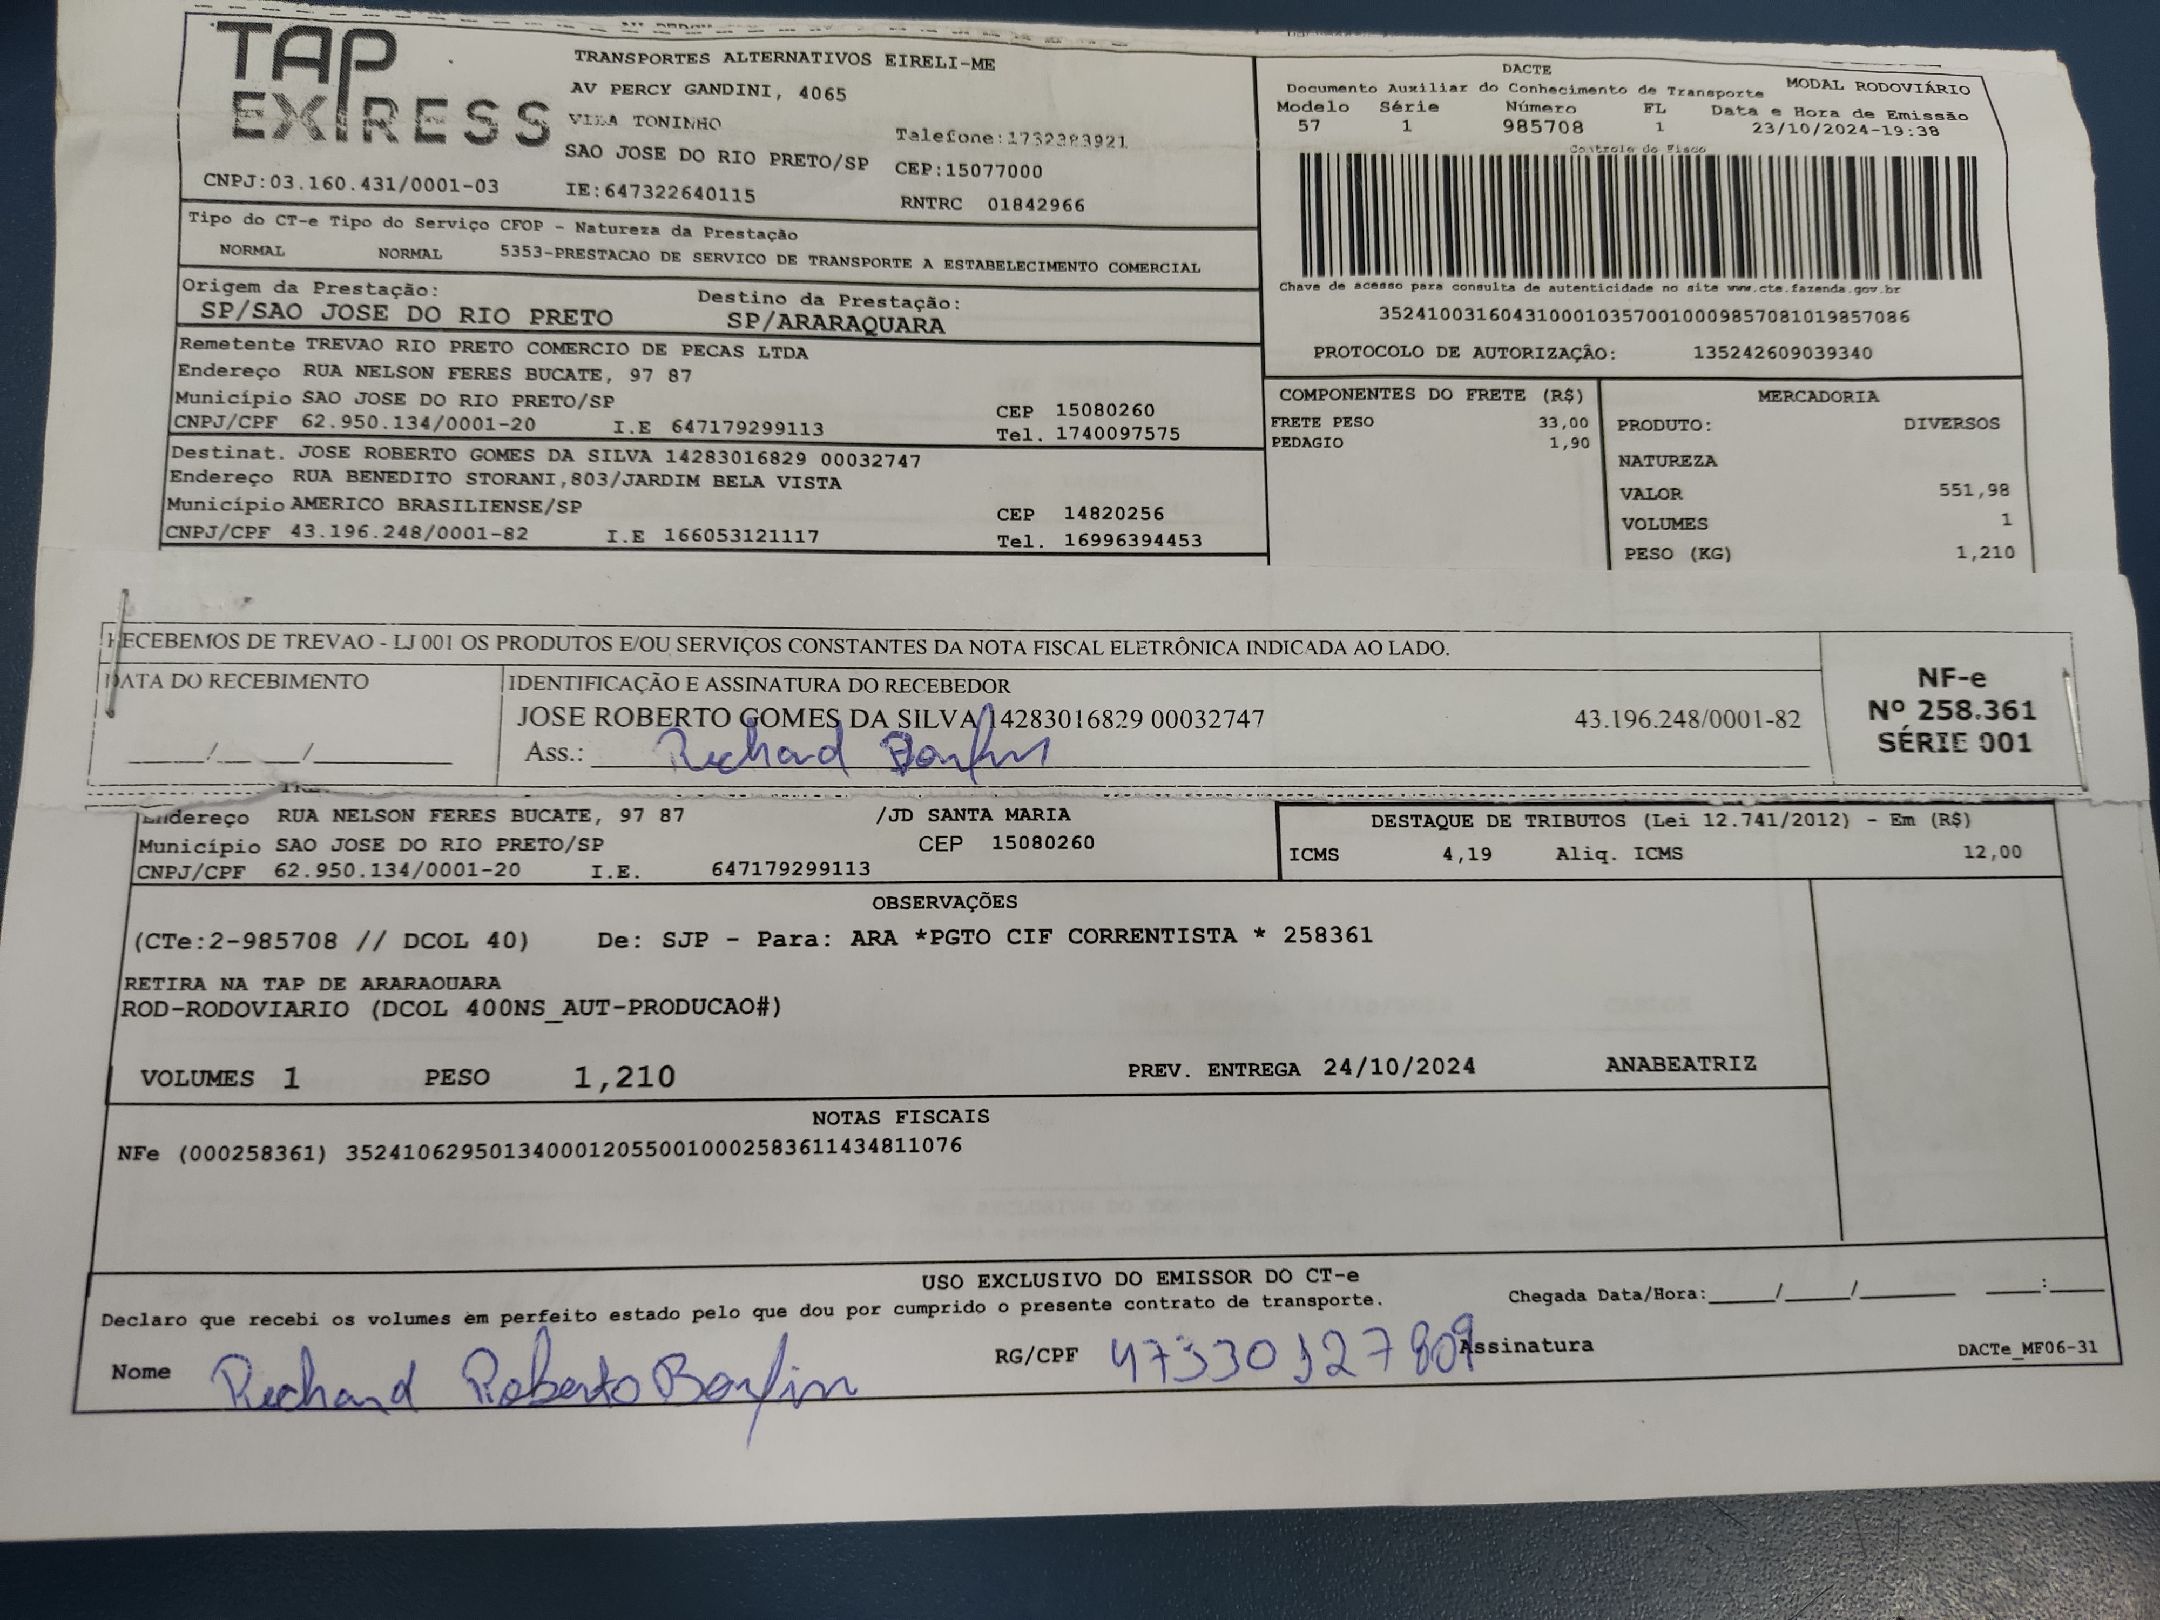 TAP EXPRESS
TRANSPORTES ALTERNATIVOS EIRELI-ME
AV PERCY GANDINI, 4065
VILA TONINHO
Telefone:1732283921
SAO JOSE DO RIO PRETO/SP CEP:15077000
CNPJ:03.160.431/0001-03 IE:647322640115 RNTRC 01842966
DACTE MODAL RODOVIÁRIO
Documento Auxiliar do Conhecimento de Transporte
Modelo Série Número FL Data e Hora de Emissão
57 1 985708 1 23/10/2024-19:38
Controle do Fisco
Chave de acesso para consulta de autenticidade no site www.cte.fazenda.gov.br
35241003160431000103570010009857081019857086
PROTOCOLO DE AUTORIZAÇÃO: 135242609039340
Tipo do CT-e Tipo do Serviço CFOP - Natureza da Prestação
NORMAL NORMAL 5353-PRESTACAO DE SERVICO DE TRANSPORTE A ESTABELECIMENTO COMERCIAL
Origem da Prestação: Destino da Prestação:
SP/SAO JOSE DO RIO PRETO SP/ARARAQUARA
Remetente TREVAO RIO PRETO COMERCIO DE PECAS LTDA
Endereço RUA NELSON FERES BUCATE, 97 87
Município SAO JOSE DO RIO PRETO/SP CEP 15080260
CNPJ/CPF 62.950.134/0001-20 I.E 647179299113 Tel. 1740097575
Destinat. JOSE ROBERTO GOMES DA SILVA 14283016829 00032747
Endereço RUA BENEDITO STORANI,803/JARDIM BELA VISTA
Município AMERICO BRASILIENSE/SP CEP 14820256
CNPJ/CPF 43.196.248/0001-82 I.E 166053121117 Tel. 16996394453
COMPONENTES DO FRETE (R$)
FRETE PESO 33,00
PEDAGIO 1,90
MERCADORIA
PRODUTO: DIVERSOS
NATUREZA
VALOR 551,98
VOLUMES 1
PESO (KG) 1,210
RECEBEMOS DE TREVAO - LJ 001 OS PRODUTOS E/OU SERVIÇOS CONSTANTES DA NOTA FISCAL ELETRÔNICA INDICADA AO LADO.
DATA DO RECEBIMENTO IDENTIFICAÇÃO E ASSINATURA DO RECEBEDOR
JOSE ROBERTO GOMES DA SILVA 14283016829 00032747 43.196.248/0001-82
___/___/______ Ass.: Richard Bonfim
NF-e
Nº 258.361
SÉRIE 001
Endereço RUA NELSON FERES BUCATE, 97 87 /JD SANTA MARIA
Município SAO JOSE DO RIO PRETO/SP CEP 15080260
CNPJ/CPF 62.950.134/0001-20 I.E. 647179299113
DESTAQUE DE TRIBUTOS (Lei 12.741/2012) - Em (R$)
ICMS 4,19 Aliq. ICMS 12,00
OBSERVAÇÕES
(CTe:2-985708 // DCOL 40) De: SJP - Para: ARA *PGTO CIF CORRENTISTA * 258361
RETIRA NA TAP DE ARARAQUARA
ROD-RODOVIARIO (DCOL 400NS_AUT-PRODUCAO#)
VOLUMES 1 PESO 1,210 PREV. ENTREGA 24/10/2024 ANABEATRIZ
NOTAS FISCAIS
NFe (000258361) 35241062950134000120550010002583611434811076
USO EXCLUSIVO DO EMISSOR DO CT-e
Declaro que recebi os volumes em perfeito estado pelo que dou por cumprido o presente contrato de transporte. Chegada Data/Hora:_____/_____/_______ ____:____
Nome Richard Roberto Bonfim RG/CPF 47330127809 Assinatura DACTe_MF06-31